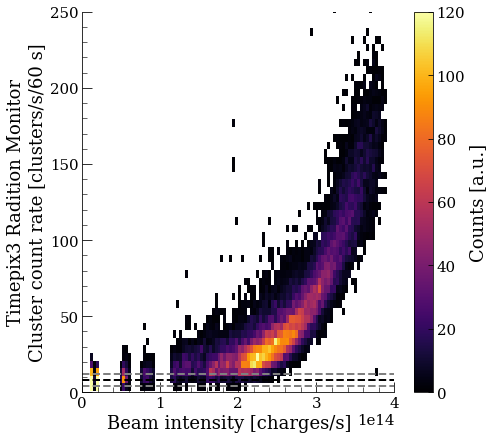 250
200
150
100
50
0
Timepix3 Radition Monitor
Cluster count rate [clusters/s/60 s]
0 1 2 3 4
Beam intensity [charges/s] 1e14
120
100
80
60
40
20
0
Counts [a.u.]